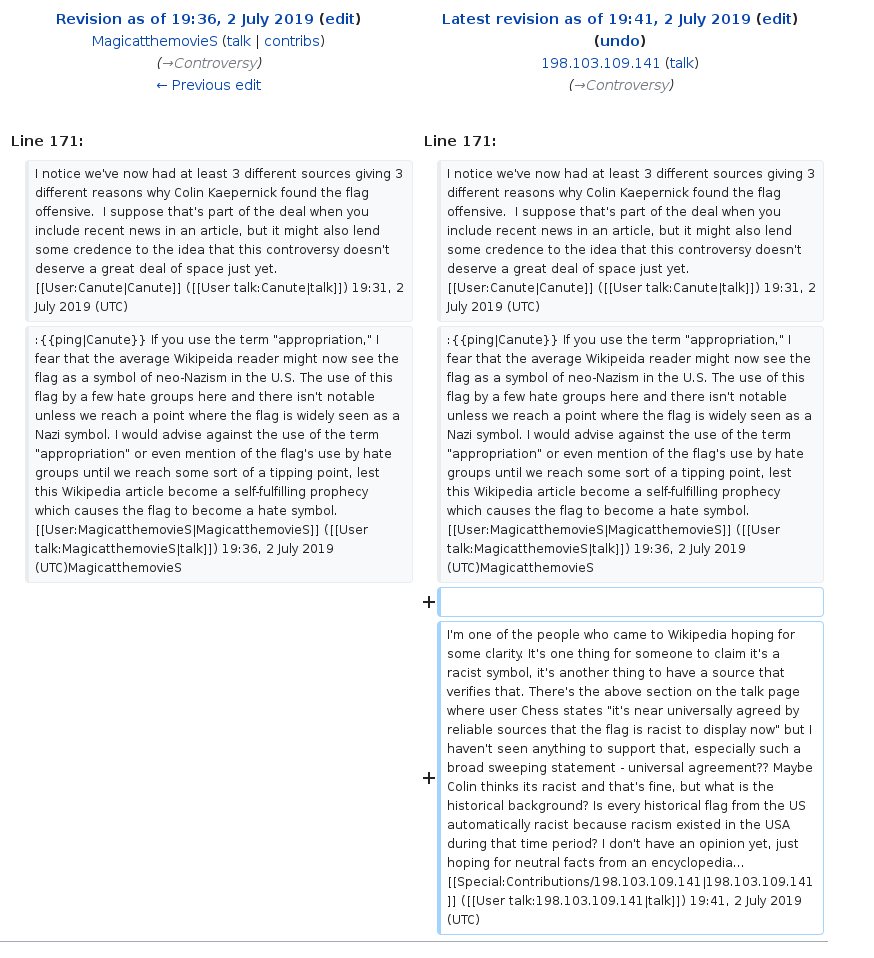 Revision as of 19:36, 2 July 2019 (edit)
MagicatthemovieS (talk | contribs)
(→Controversy)
← Previous edit
Latest revision as of 19:41, 2 July 2019 (edit)
(undo)
198.103.109.141 (talk)
(→Controversy)
Line 171:
I notice we've now had at least 3 different sources giving 3
different reasons why Colin Kaepernick found the flag
offensive.  I suppose that's part of the deal when you
include recent news in an article, but it might also lend
some credence to the idea that this controversy doesn't
deserve a great deal of space just yet.
[[User:Canute|Canute]] ([[User talk:Canute|talk]]) 19:31, 2
July 2019 (UTC)
:{{ping|Canute}} If you use the term "appropriation," I
fear that the average Wikipeida reader might now see the
flag as a symbol of neo-Nazism in the U.S. The use of this
flag by a few hate groups here and there isn't notable
unless we reach a point where the flag is widely seen as a
Nazi symbol. I would advise against the use of the term
"appropriation" or even mention of the flag's use by hate
groups until we reach some sort of a tipping point, lest
this Wikipedia article become a self-fulfilling prophecy
which causes the flag to become a hate symbol.
[[User:MagicatthemovieS|MagicatthemovieS]] ([[User
talk:MagicatthemovieS|talk]]) 19:36, 2 July 2019
(UTC)MagicatthemovieS
Line 171:
I notice we've now had at least 3 different sources giving 3
different reasons why Colin Kaepernick found the flag
offensive.  I suppose that's part of the deal when you
include recent news in an article, but it might also lend
some credence to the idea that this controversy doesn't
deserve a great deal of space just yet.
[[User:Canute|Canute]] ([[User talk:Canute|talk]]) 19:31, 2
July 2019 (UTC)
:{{ping|Canute}} If you use the term "appropriation," I
fear that the average Wikipeida reader might now see the
flag as a symbol of neo-Nazism in the U.S. The use of this
flag by a few hate groups here and there isn't notable
unless we reach a point where the flag is widely seen as a
Nazi symbol. I would advise against the use of the term
"appropriation" or even mention of the flag's use by hate
groups until we reach some sort of a tipping point, lest
this Wikipedia article become a self-fulfilling prophecy
which causes the flag to become a hate symbol.
[[User:MagicatthemovieS|MagicatthemovieS]] ([[User
talk:MagicatthemovieS|talk]]) 19:36, 2 July 2019
(UTC)MagicatthemovieS
+
+
I'm one of the people who came to Wikipedia hoping for
some clarity. It's one thing for someone to claim it's a
racist symbol, it's another thing to have a source that
verifies that. There's the above section on the talk page
where user Chess states "it's near universally agreed by
reliable sources that the flag is racist to display now" but I
haven't seen anything to support that, especially such a
broad sweeping statement - universal agreement?? Maybe
Colin thinks its racist and that's fine, but what is the
historical background? Is every historical flag from the US
automatically racist because racism existed in the USA
during that time period? I don't have an opinion yet, just
hoping for neutral facts from an encyclopedia...
[[Special:Contributions/198.103.109.141|198.103.109.141
]] ([[User talk:198.103.109.141|talk]]) 19:41, 2 July 2019
(UTC)